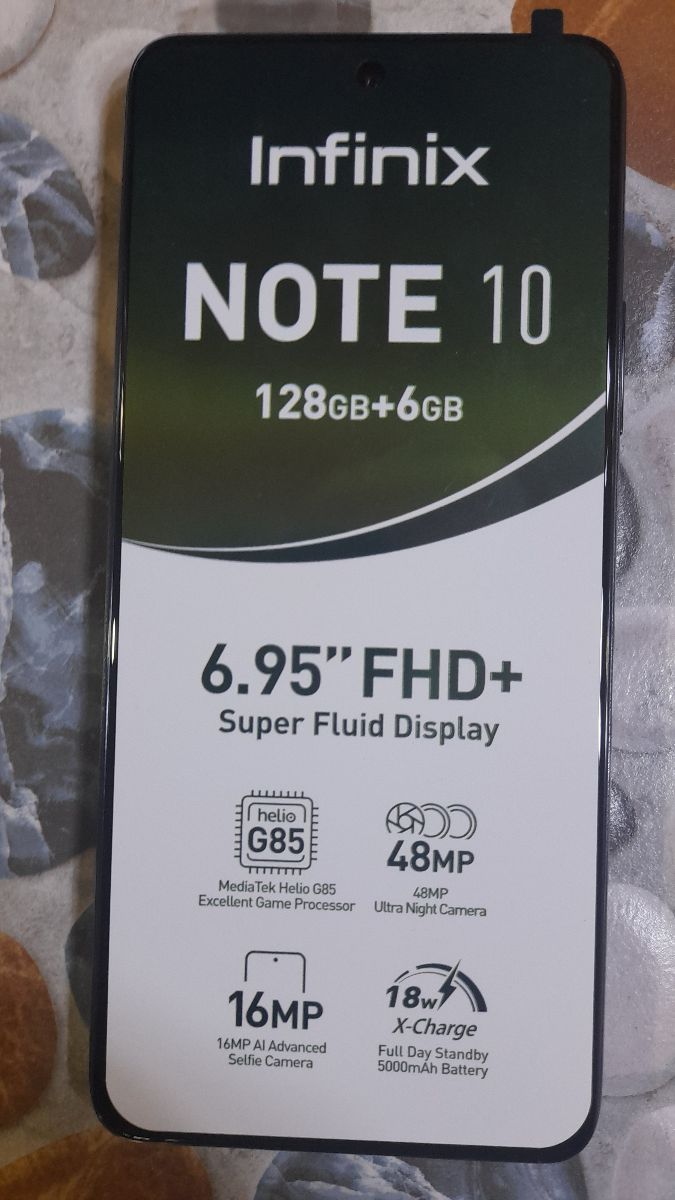 Infinix
NOTE 10
128GB+6GB
6.95” FHD+
Super Fluid Display
helio
G85
MediaTek Helio G85
Excellent Game Processor
48MP
48MP
Ultra Night Camera
16MP
16MP AI Advanced
Selfie Camera
18W
X-Charge
Full Day Standby
5000mAh Battery